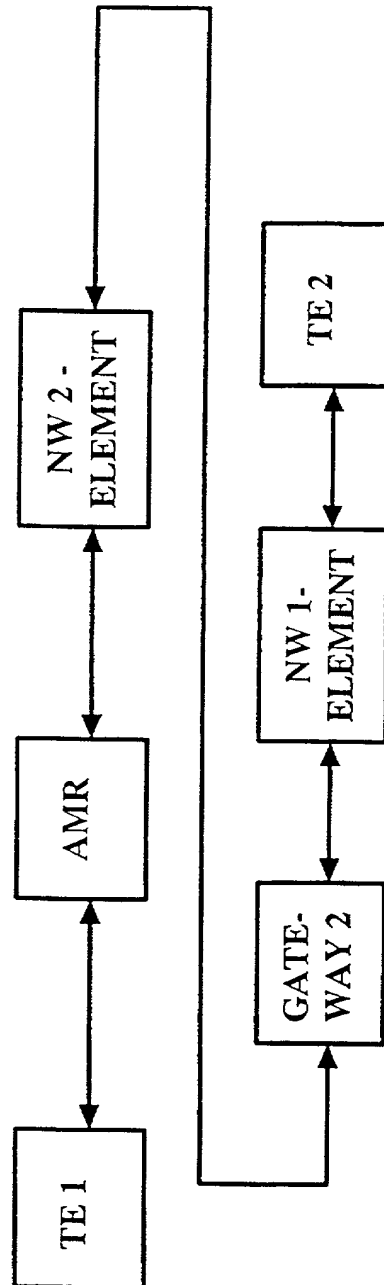 TE 1
AMR
NW 2 -
ELEMENT
GATE-
WAY 2
NW 1-
ELEMENT
TE 2